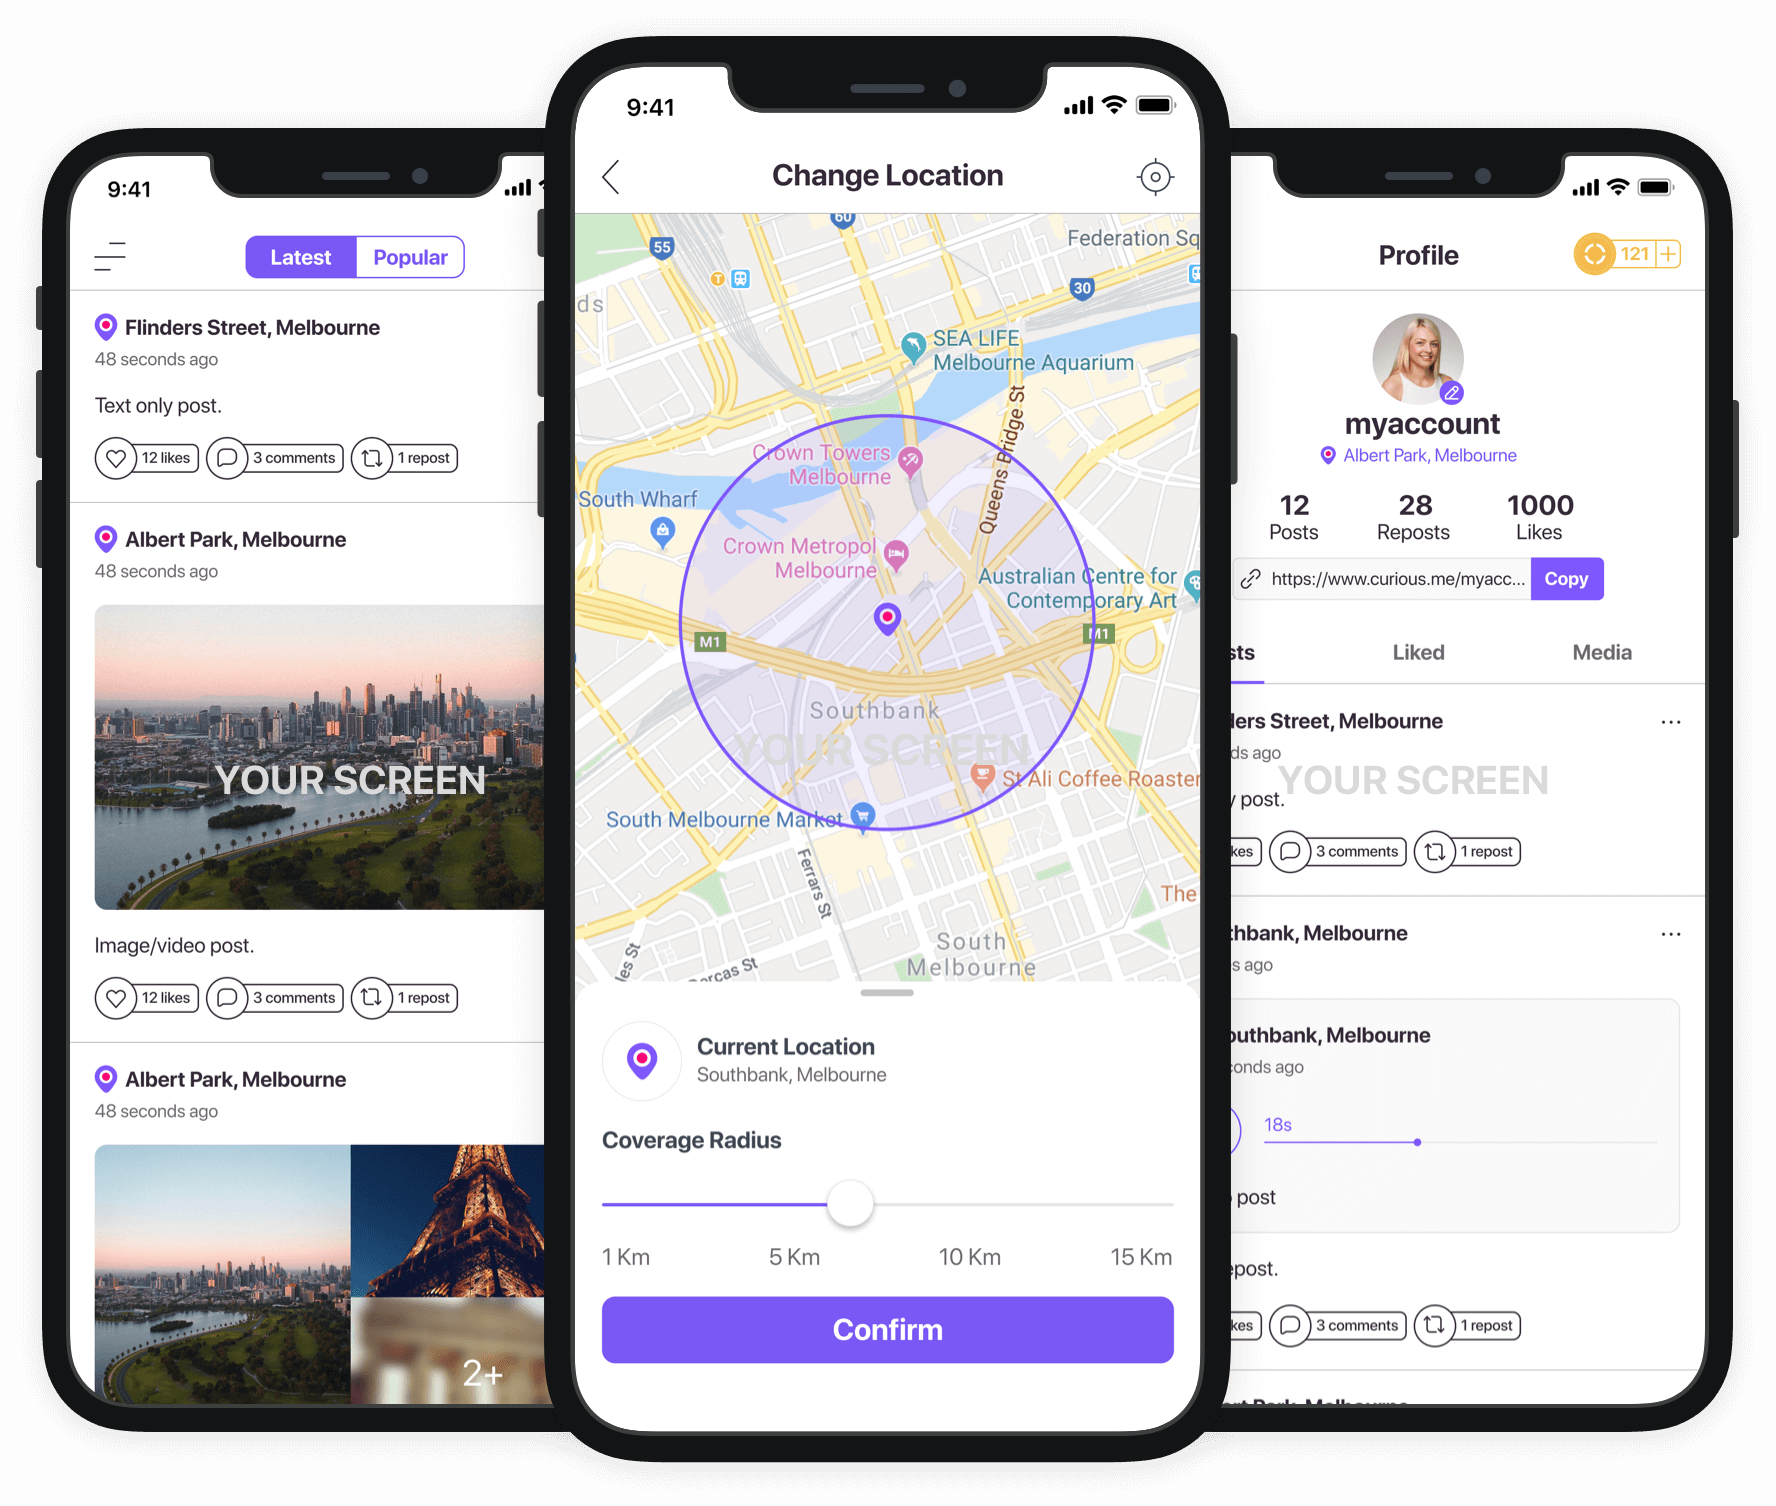 9:41
Latest
Popular
Flinders Street, Melbourne
48 seconds ago
Text only post.
12 likes
3 comments
1 repost
Albert Park, Melbourne
48 seconds ago
YOUR SCREEN
Image/video post.
12 likes
3 comments
1 repost
Albert Park, Melbourne
48 seconds ago
2+
9:41
Change Location
60
55
Federation Sq
T
30
ds
SEA LIFE
Melbourne Aquarium
Queens Bridge St
Crown Towers
Melbourne
South Wharf
Crown Metropol
Melbourne
Australian Centre for
Contemporary Art
M1
M1
Southbank
YOUR SCREEN
St Ali Coffee Roaster
South Melbourne Market
Ferrars St
The
South
Melbourne
les St
orcas St
Current Location
Southbank, Melbourne
Coverage Radius
1 Km
5 Km
10 Km
15 Km
Confirm
Profile
121
myaccount
Albert Park, Melbourne
12
28
1000
Posts
Reposts
Likes
https://www.curious.me/myacc...
Copy
sts
Liked
Media
ders Street, Melbourne
ds ago
YOUR SCREEN
y post.
kes
3 comments
1 repost
thbank, Melbourne
s ago
outhbank, Melbourne
conds ago
18s
post
epost.
kes
3 comments
1 repost